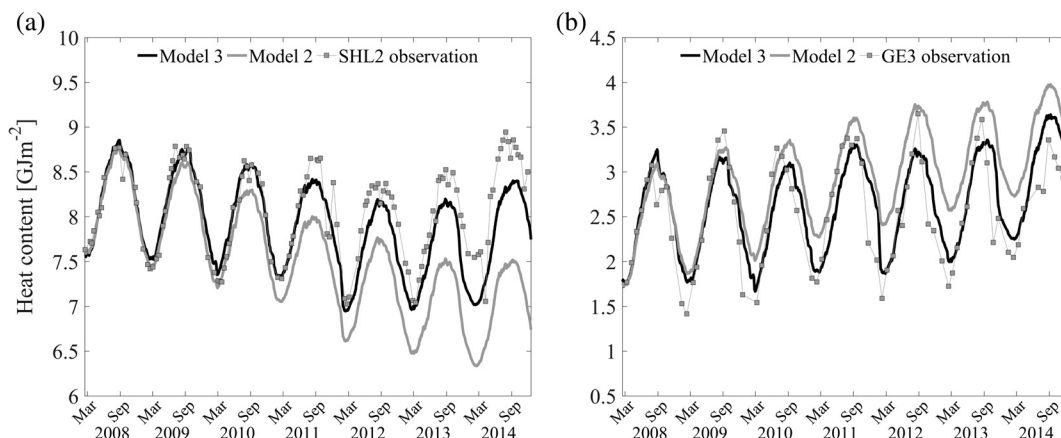 (a)
10
Model 3 Model 2 SHL2 observation
9.5
9
8.5
8
7.5
7
6.5
6
Heat content [GJm-2]
Mar Sep Mar Sep Mar Sep Mar Sep Mar Sep Mar Sep Mar Sep
2008 2009 2010 2011 2012 2013 2014
(b)
4.5
Model 3 Model 2 GE3 observation
4
3.5
3
2.5
2
1.5
1
0.5
Mar Sep Mar Sep Mar Sep Mar Sep Mar Sep Mar Sep Mar Sep
2008 2009 2010 2011 2012 2013 2014